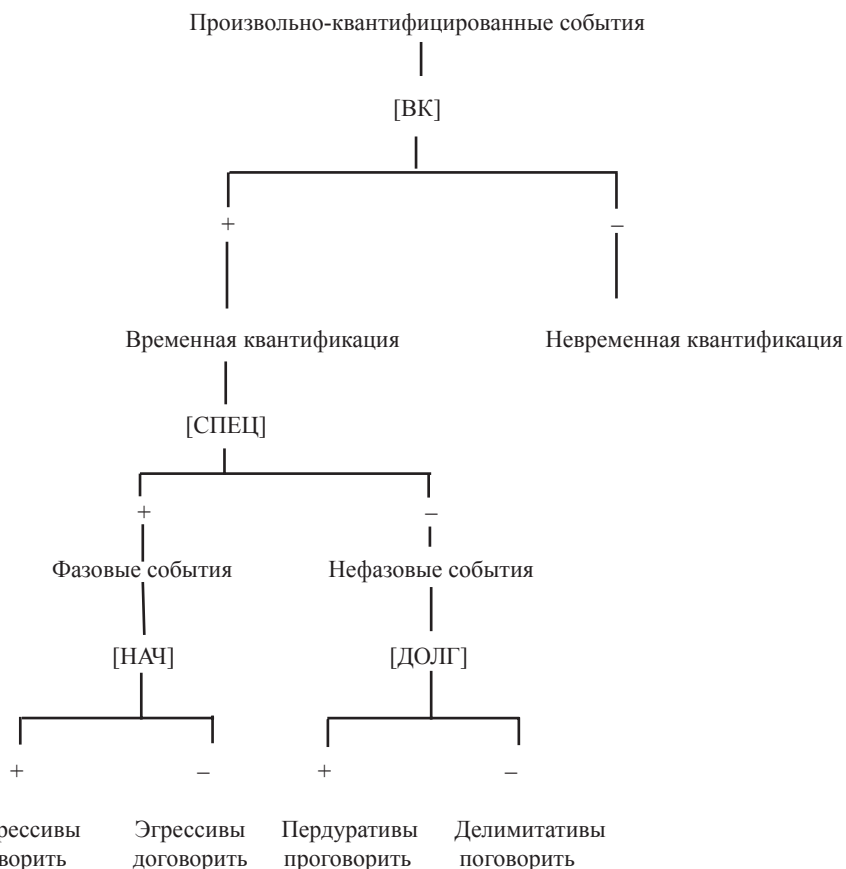 Произвольно-квантифицированные события
[ВК]
+ –
Временная квантификация Невременная квантификация
[СПЕЦ]
+ –
Фазовые события Нефазовые события
[НАЧ] [ДОЛГ]
+ – + –
Эгрессивы Пердуративы Делимитативы
договорить проговорить поговорить